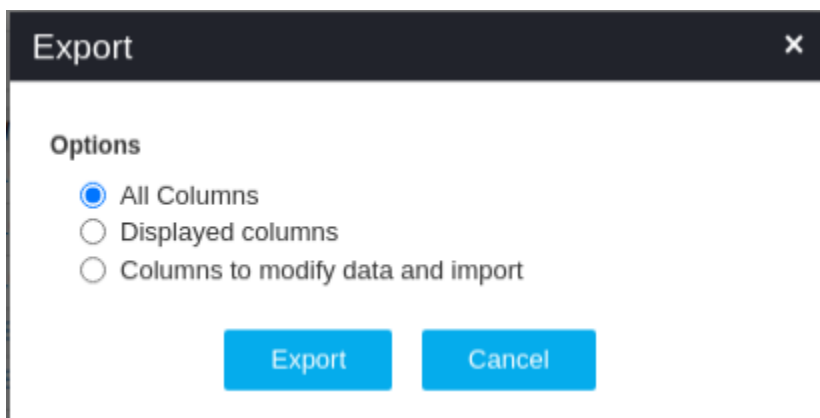 Export ×
Options
All Columns
Displayed columns
Columns to modify data and import
Export Cancel